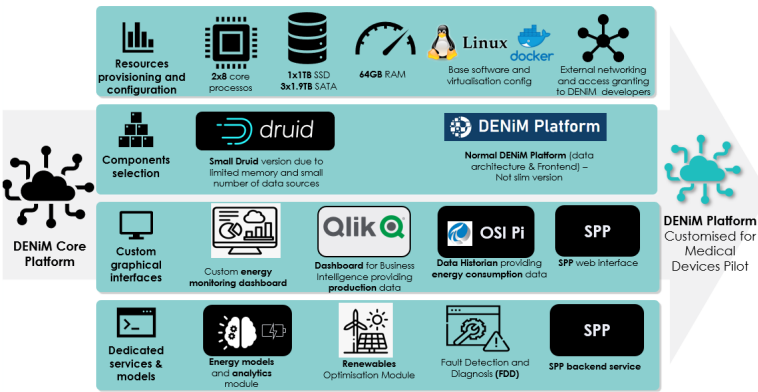 Resources
provisioning and
configuration
2x8 core
processos
1x1TB SSD
3x1.9TB SATA
64GB RAM
Linux
docker
Base software and
virtualisation config
External networking
and access granting
to DENiM developers
DENiM Core
Platform
Components
selection
druid
Small Druid version due to
limited memory and small
number of data sources
DENiM Platform
Normal DENiM Platform (data
architecture & Frontend) –
Not slim version
Custom
graphical
interfaces
Custom energy
monitoring dashboard
Qlik Q
Dashboard for Business
Intelligence providing
production data
OSI Pi
Data Historian providing
energy consumption data
SPP
SPP web interface
Dedicated
services &
models
Energy models
and analytics
module
Renewables
Optimisation Module
Fault Detection and
Diagnosis (FDD)
SPP
SPP backend service
DENiM Platform
Customised for
Medical
Devices Pilot